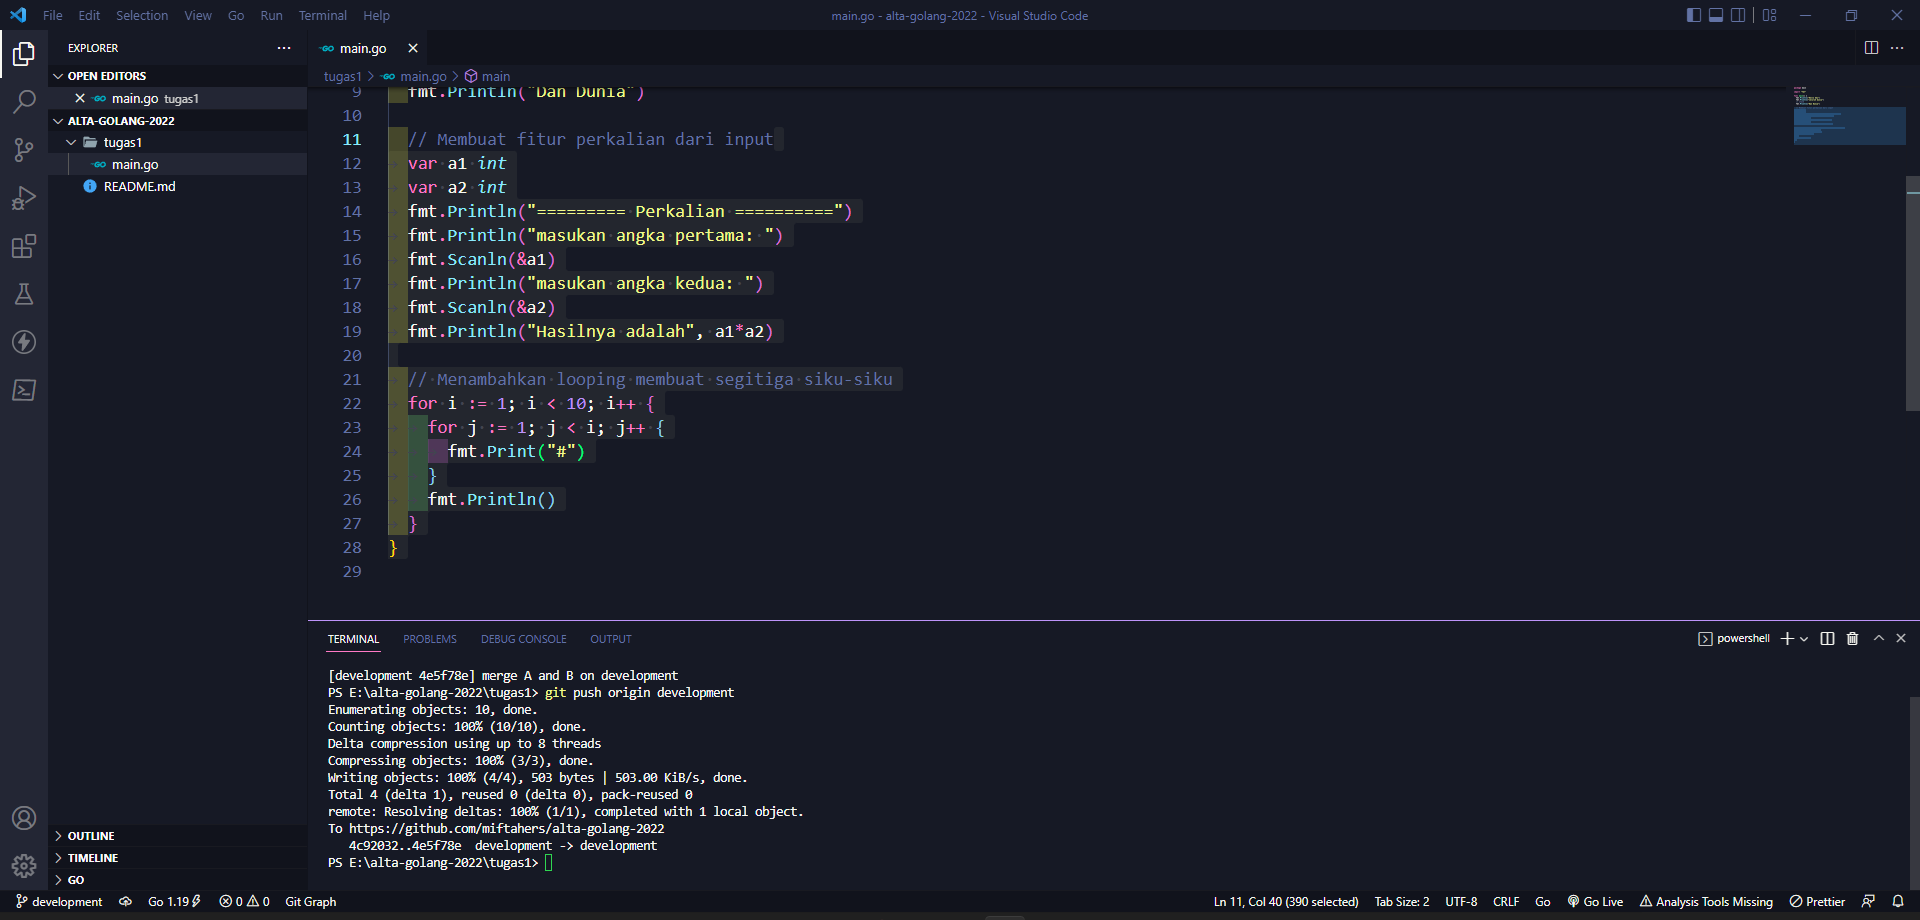 File Edit Selection View Go Run Terminal Help
main.go - alta-golang-2022 - Visual Studio Code
EXPLORER
OPEN EDITORS
main.go tugas1
ALTA-GOLANG-2022
tugas1
main.go
README.md
OUTLINE
TIMELINE
GO
main.go
tugas1 > main.go > main
9 fmt.Println("Dan Dunia")
10
11 // Membuat fitur perkalian dari input
12 var a1 int
13 var a2 int
14 fmt.Println("========= Perkalian ==========")
15 fmt.Println("masukan angka pertama: ")
16 fmt.Scanln(&a1)
17 fmt.Println("masukan angka kedua: ")
18 fmt.Scanln(&a2)
19 fmt.Println("Hasilnya adalah", a1*a2)
20
21 // Menambahkan looping membuat segitiga siku-siku
22 for i := 1; i < 10; i++ {
23 for j := 1; j < i; j++ {
24 fmt.Print("#")
25 }
26 fmt.Println()
27 }
28 }
29
TERMINAL PROBLEMS DEBUG CONSOLE OUTPUT
powershell
[development 4e5f78e] merge A and B on development
PS E:\alta-golang-2022\tugas1> git push origin development
Enumerating objects: 10, done.
Counting objects: 100% (10/10), done.
Delta compression using up to 8 threads
Compressing objects: 100% (3/3), done.
Writing objects: 100% (4/4), 503 bytes | 503.00 KiB/s, done.
Total 4 (delta 1), reused 0 (delta 0), pack-reused 0
remote: Resolving deltas: 100% (1/1), completed with 1 local object.
To https://github.com/miftahers/alta-golang-2022
4c92032..4e5f78e development -> development
PS E:\alta-golang-2022\tugas1>
development Go 1.19 0 0 Git Graph
Ln 11, Col 40 (390 selected) Tab Size: 2 UTF-8 CRLF Go Go Live Analysis Tools Missing Prettier